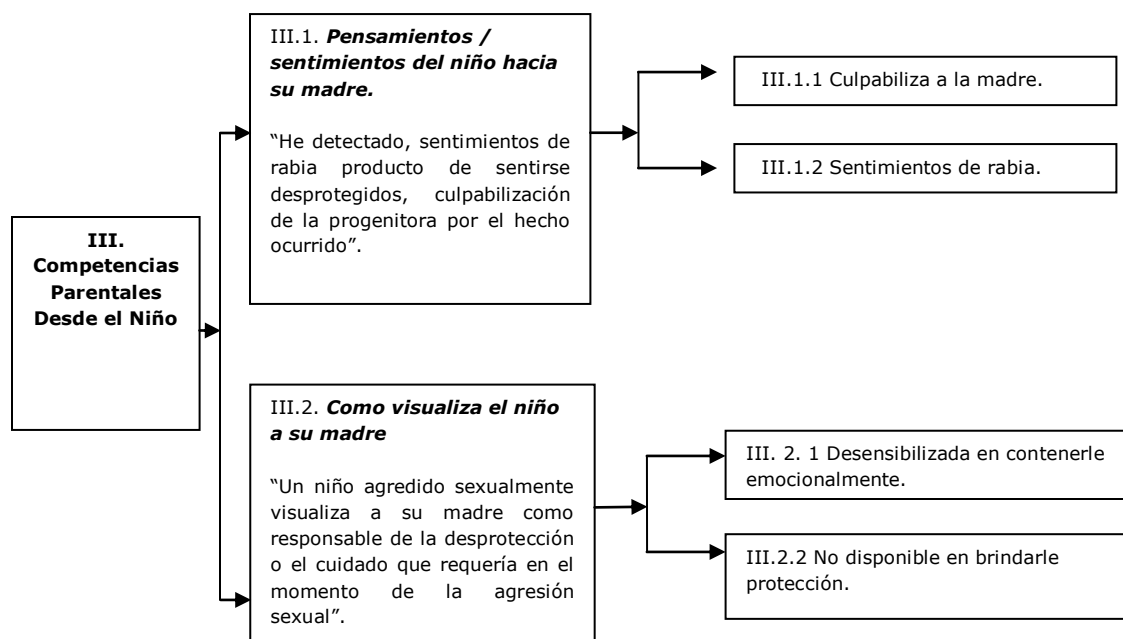 III.
Competencias
Parentales
Desde el Niño
III.1. Pensamientos /
sentimientos del niño hacia
su madre.
“He detectado, sentimientos de
rabia producto de sentirse
desprotegidos, culpabilización
de la progenitora por el hecho
ocurrido”.
III.1.1 Culpabiliza a la madre.
III.1.2 Sentimientos de rabia.
III.2. Como visualiza el niño
a su madre
“Un niño agredido sexualmente
visualiza a su madre como
responsable de la desprotección
o el cuidado que requería en el
momento de la agresión
sexual”.
III. 2. 1 Desensibilizada en contenerle
emocionalmente.
III.2.2 No disponible en brindarle
protección.